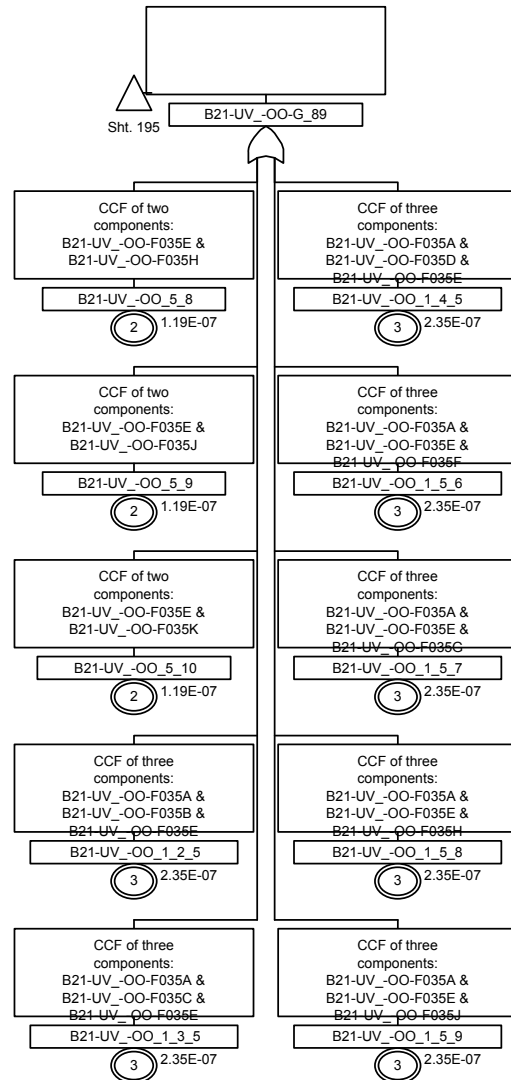 Sht. 195
B21-UV_-OO-G_89
CCF of two
components:
B21-UV_-OO-F035E &
B21-UV_-OO-F035H
B21-UV_-OO_5_8
2
1.19E-07
CCF of three
components:
B21-UV_-OO-F035A &
B21-UV_-OO-F035D &
B21-UV_-OO-F035E
B21-UV_-OO_1_4_5
3
2.35E-07
CCF of two
components:
B21-UV_-OO-F035E &
B21-UV_-OO-F035J
B21-UV_-OO_5_9
2
1.19E-07
CCF of three
components:
B21-UV_-OO-F035A &
B21-UV_-OO-F035E &
B21-UV_-OO-F035F
B21-UV_-OO_1_5_6
3
2.35E-07
CCF of two
components:
B21-UV_-OO-F035E &
B21-UV_-OO-F035K
B21-UV_-OO_5_10
2
1.19E-07
CCF of three
components:
B21-UV_-OO-F035A &
B21-UV_-OO-F035E &
B21-UV_-OO-F035G
B21-UV_-OO_1_5_7
3
2.35E-07
CCF of three
components:
B21-UV_-OO-F035A &
B21-UV_-OO-F035B &
B21-UV_-OO-F035E
B21-UV_-OO_1_2_5
3
2.35E-07
CCF of three
components:
B21-UV_-OO-F035A &
B21-UV_-OO-F035E &
B21-UV_-OO-F035H
B21-UV_-OO_1_5_8
3
2.35E-07
CCF of three
components:
B21-UV_-OO-F035A &
B21-UV_-OO-F035C &
B21-UV_-OO-F035E
B21-UV_-OO_1_3_5
3
2.35E-07
CCF of three
components:
B21-UV_-OO-F035A &
B21-UV_-OO-F035E &
B21-UV_-OO-F035J
B21-UV_-OO_1_5_9
3
2.35E-07